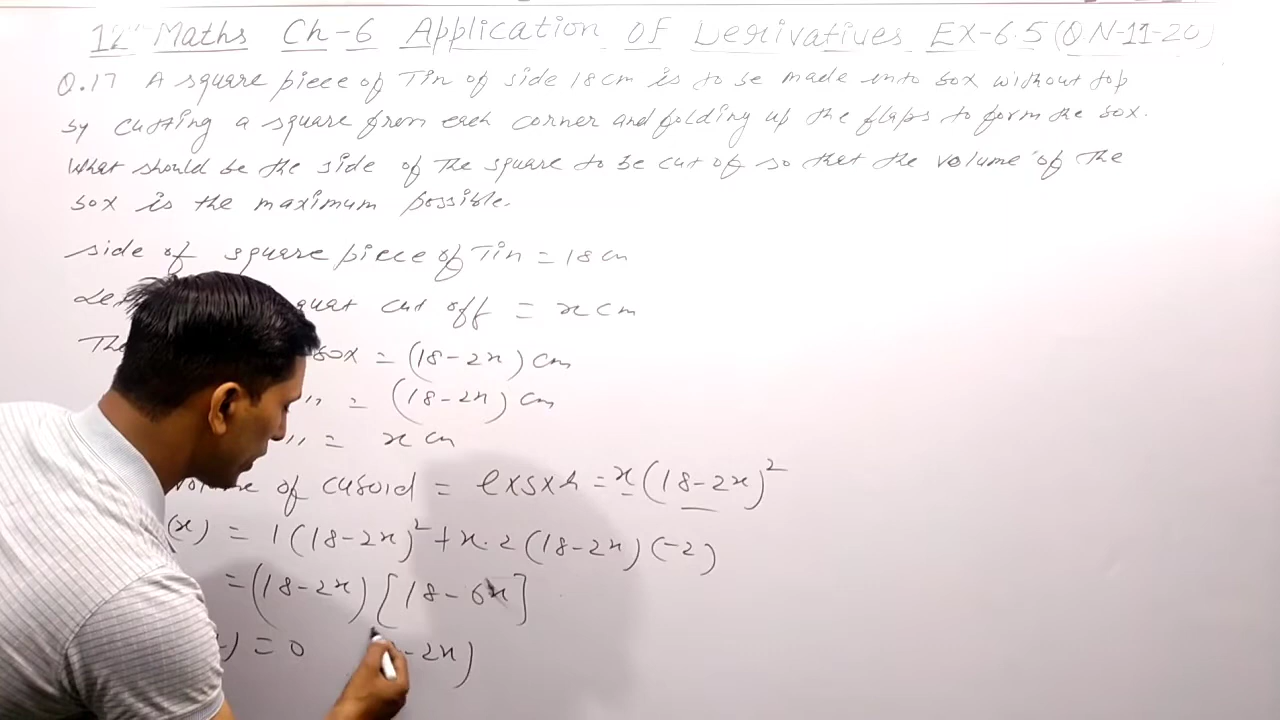 12th Maths Ch-6 Application Of Derivatives EX-6.5 (Q N-11-20)
Q.17 A square piece of Tin of side 18 cm is to be made into box without top
by cutting a square from each corner and folding up the flaps to form the box.
What should be the side of the square to be cut off so that the volume of the
box is the maximum possible.
side of square piece of Tin = 18 cm
cut off = x cm
box = (18-2x) cm
,, = (18-2x) cm
,, = x cm
of cuboid = l×b×h = x(18-2x)²
(x) = 1(18-2x)² + x·2(18-2x)(-2)
= (18-2x)[18-6x]
) = 0 -2x)